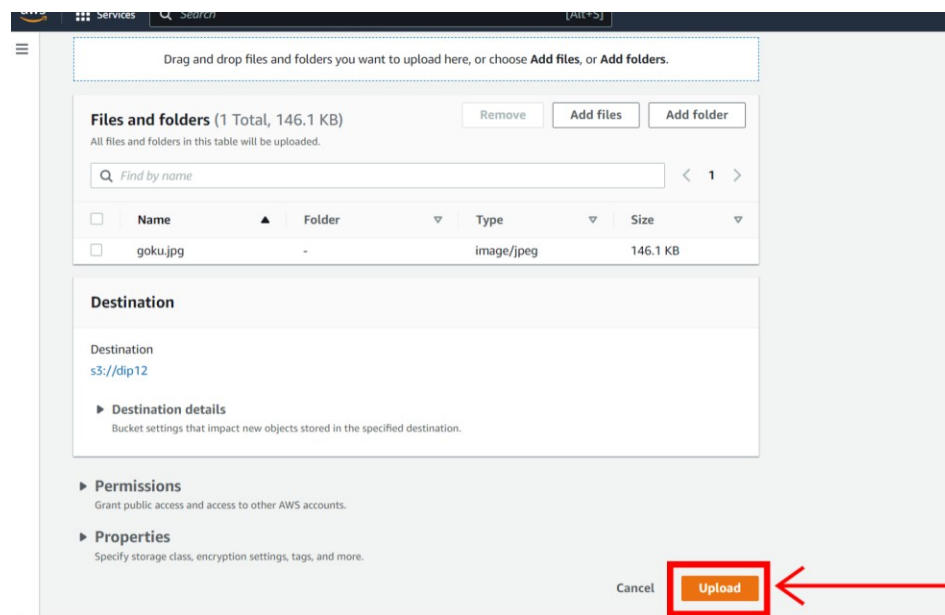 aws Services Search [Alt+S]
Drag and drop files and folders you want to upload here, or choose Add files, or Add folders.
Files and folders (1 Total, 146.1 KB) Remove Add files Add folder
All files and folders in this table will be uploaded.
Find by name 1
Name Folder Type Size
goku.jpg - image/jpeg 146.1 KB
Destination
Destination
s3://dip12
Destination details
Bucket settings that impact new objects stored in the specified destination.
Permissions
Grant public access and access to other AWS accounts.
Properties
Specify storage class, encryption settings, tags, and more.
Cancel Upload